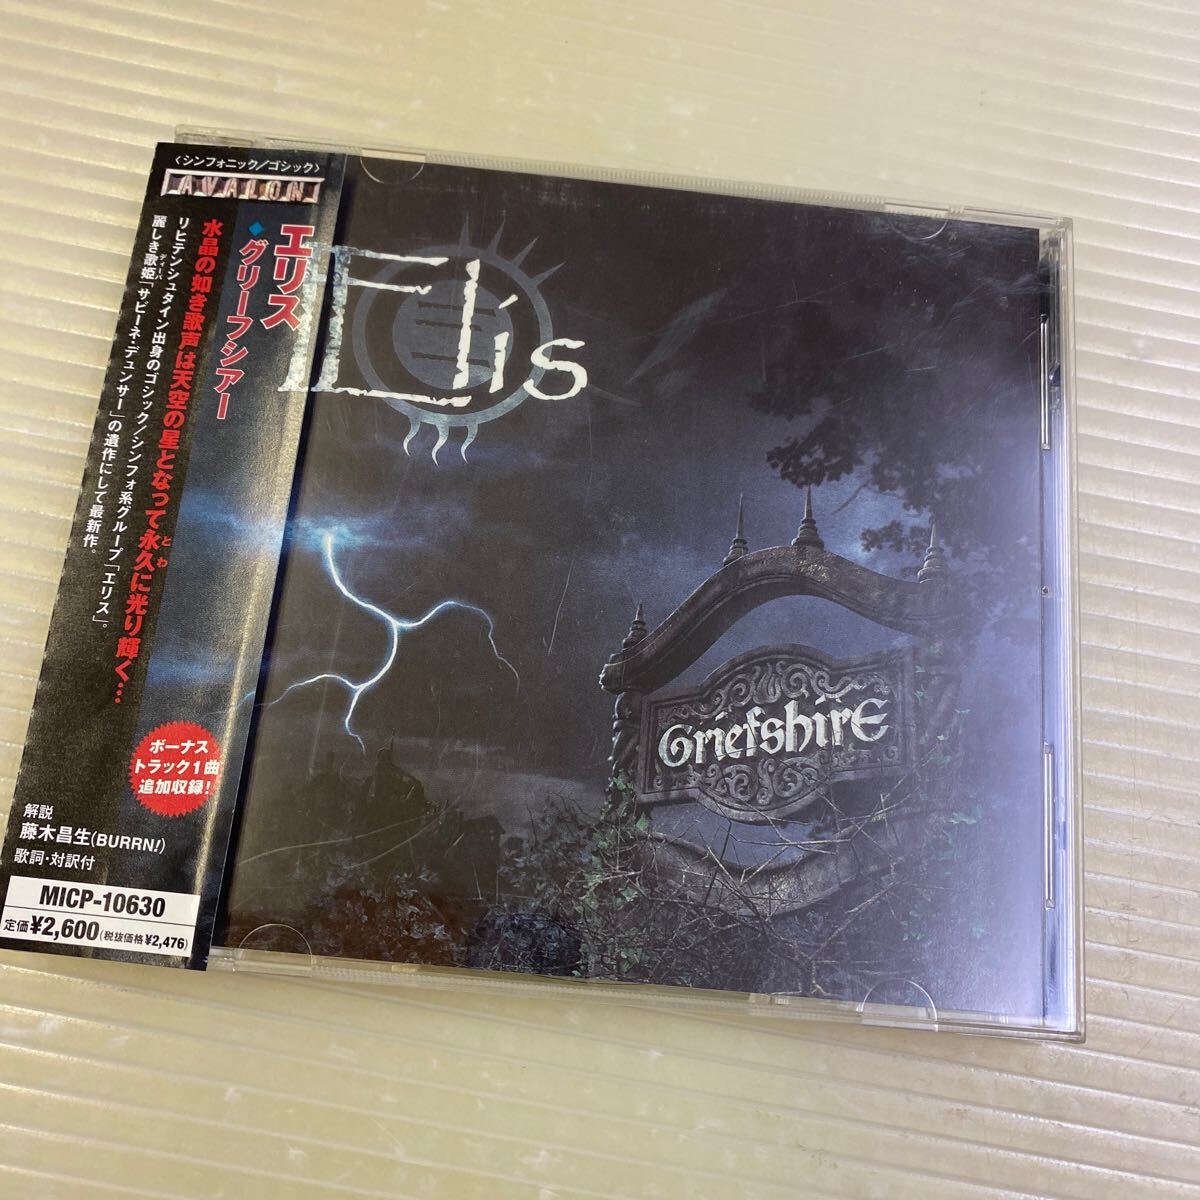 〈シンフォニック/ゴシック〉
AVALON
エリス
◆グリーフシアー
水晶の如き歌声は天空の星となって永久に光り輝く…
とわ
リヒテンシュタイン出身のゴシック/シンフォ系グループ「エリス」。
麗しき歌姫「サビーネ・デュンサー」の遺作にして最新作。
ディーバ
ボーナス
トラック1曲
追加収録!
解説
藤木昌生(BURRN!)
歌詞・対訳付
MICP-10630
定価¥2,600(税抜価格¥2,476)
Elis
GriefshirE